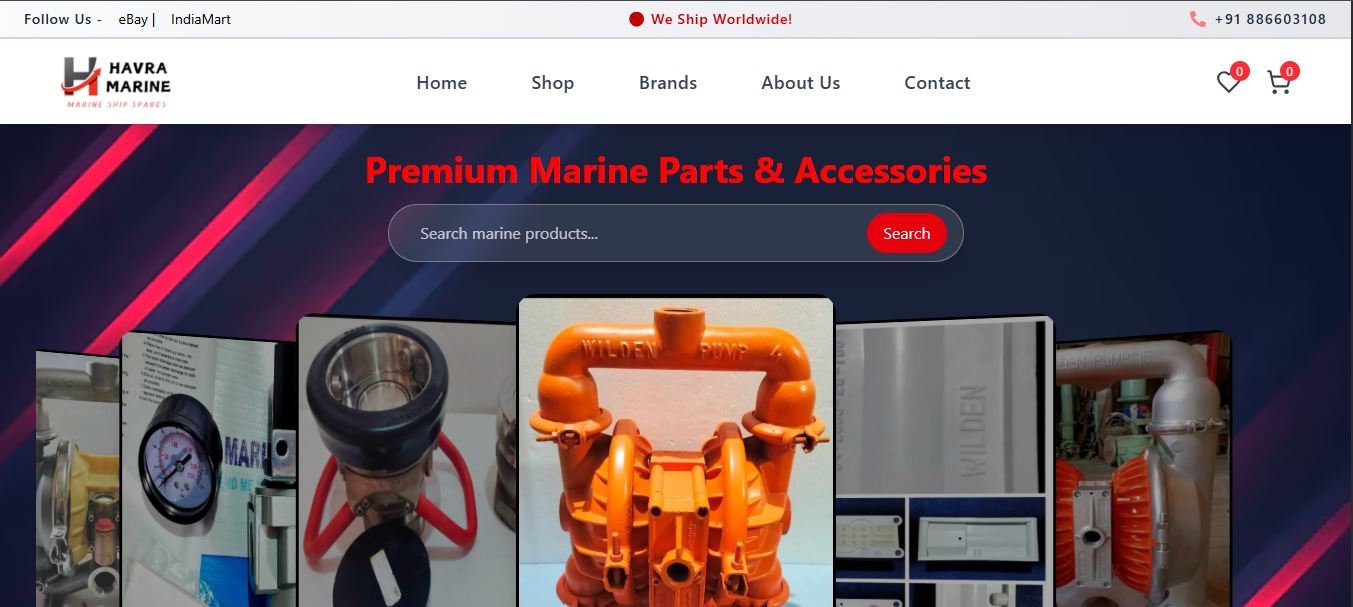 Follow Us - eBay | IndiaMart
We Ship Worldwide!
+91 886603108
HAVRA
MARINE
MARINE SHIP SPARES
Home Shop Brands About Us Contact
0 0
Premium Marine Parts & Accessories
Search marine products... Search
WILDEN PUMP 4
WILDEN
PUMP 15
MAR